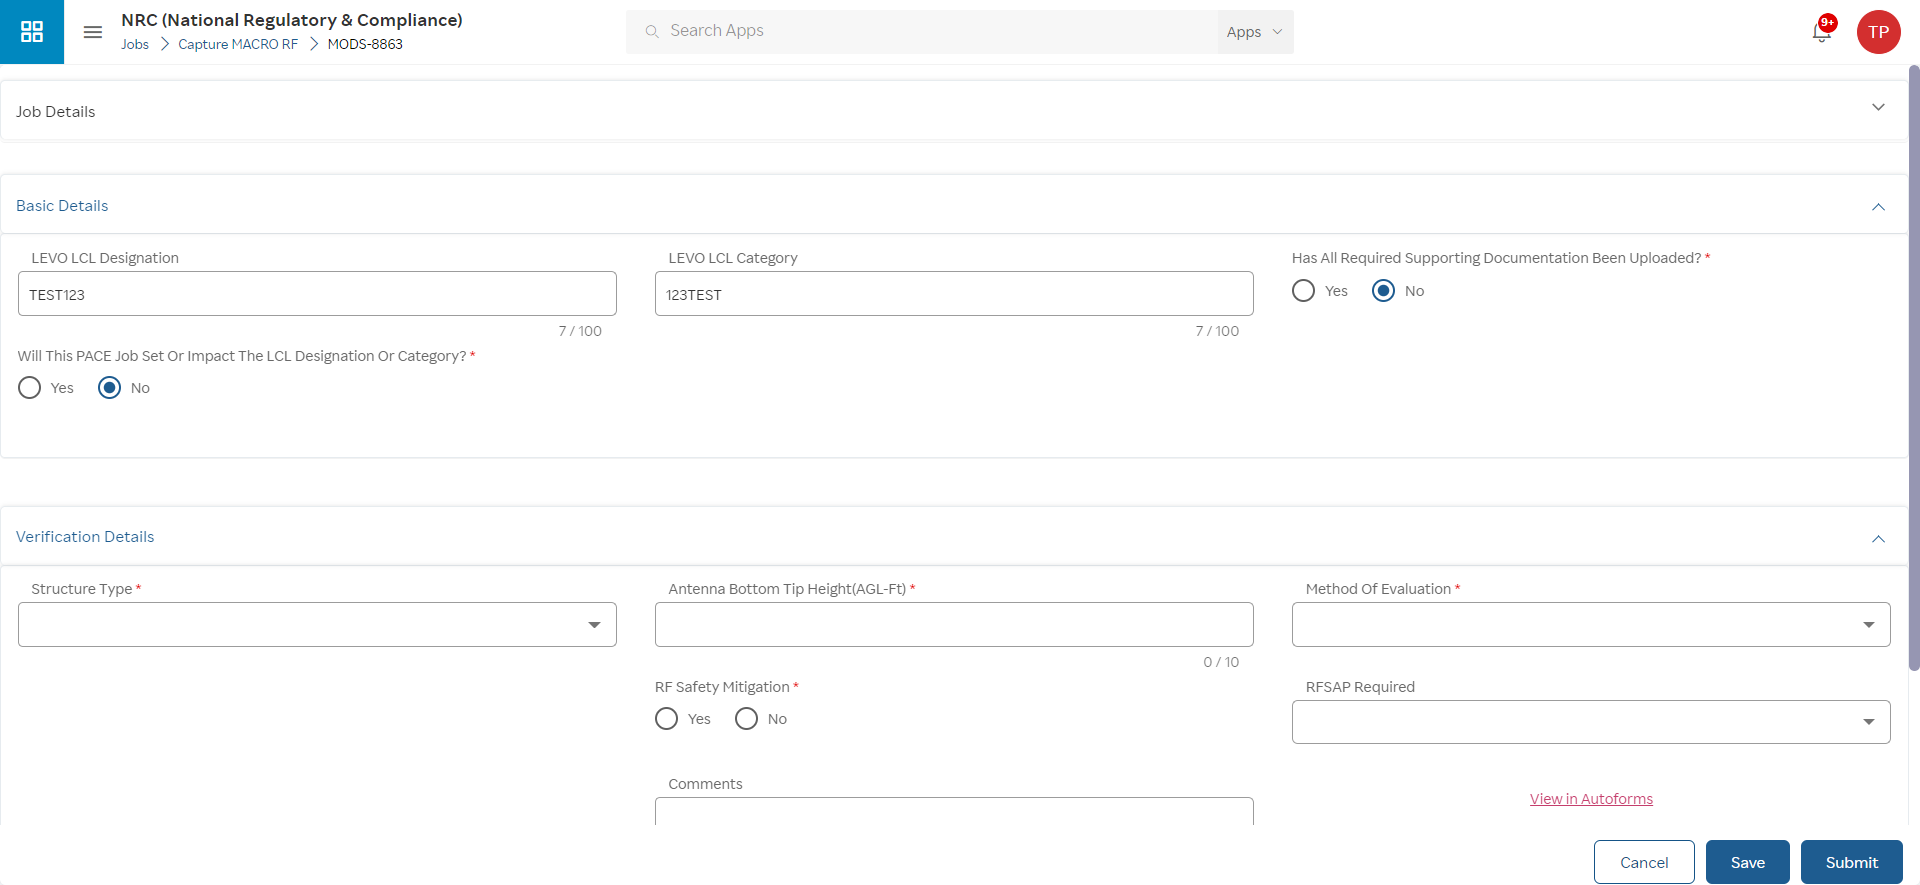 NRC (National Regulatory & Compliance)
Jobs > Capture MACRO RF > MODS-8863
Search Apps
Apps
9+
TP
Job Details
Basic Details
LEVO LCL Designation
TEST123
7 / 100
LEVO LCL Category
123TEST
7 / 100
Has All Required Supporting Documentation Been Uploaded? *
Yes No
Will This PACE Job Set Or Impact The LCL Designation Or Category? *
Yes No
Verification Details
Structure Type *
Antenna Bottom Tip Height(AGL-Ft) *
0 / 10
Method Of Evaluation *
RF Safety Mitigation *
Yes No
RFSAP Required
Comments
View in Autoforms
Cancel
Save
Submit